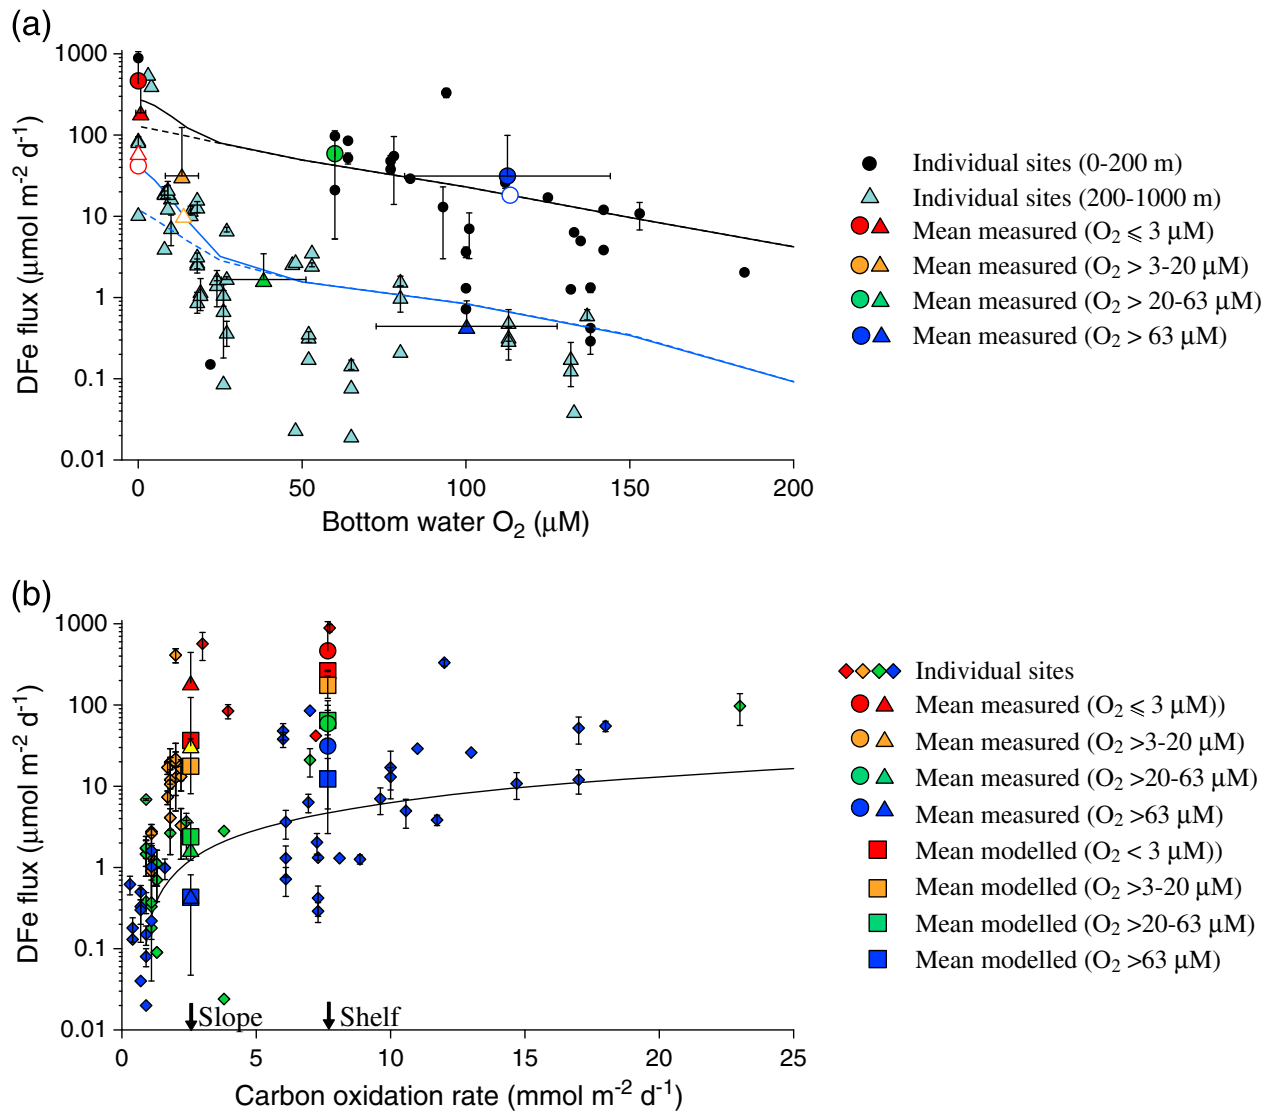 (a)
1000
100
10
1
0.1
0.01
DFe flux (μmol m⁻² d⁻¹)
0 50 100 150 200
Bottom water O₂ (μM)
Individual sites (0-200 m)
Individual sites (200-1000 m)
Mean measured (O₂ ⩽ 3 μM)
Mean measured (O₂ > 3-20 μM)
Mean measured (O₂ > 20-63 μM)
Mean measured (O₂ > 63 μM)
(b)
1000
100
10
1
0.1
0.01
DFe flux (μmol m⁻² d⁻¹)
Slope
Shelf
0 5 10 15 20 25
Carbon oxidation rate (mmol m⁻² d⁻¹)
Individual sites
Mean measured (O₂ ⩽ 3 μM))
Mean measured (O₂ >3-20 μM)
Mean measured (O₂ >20-63 μM)
Mean measured (O₂ >63 μM)
Mean modelled (O₂ < 3 μM))
Mean modelled (O₂ >3-20 μM)
Mean modelled (O₂ >20-63 μM)
Mean modelled (O₂ >63 μM)